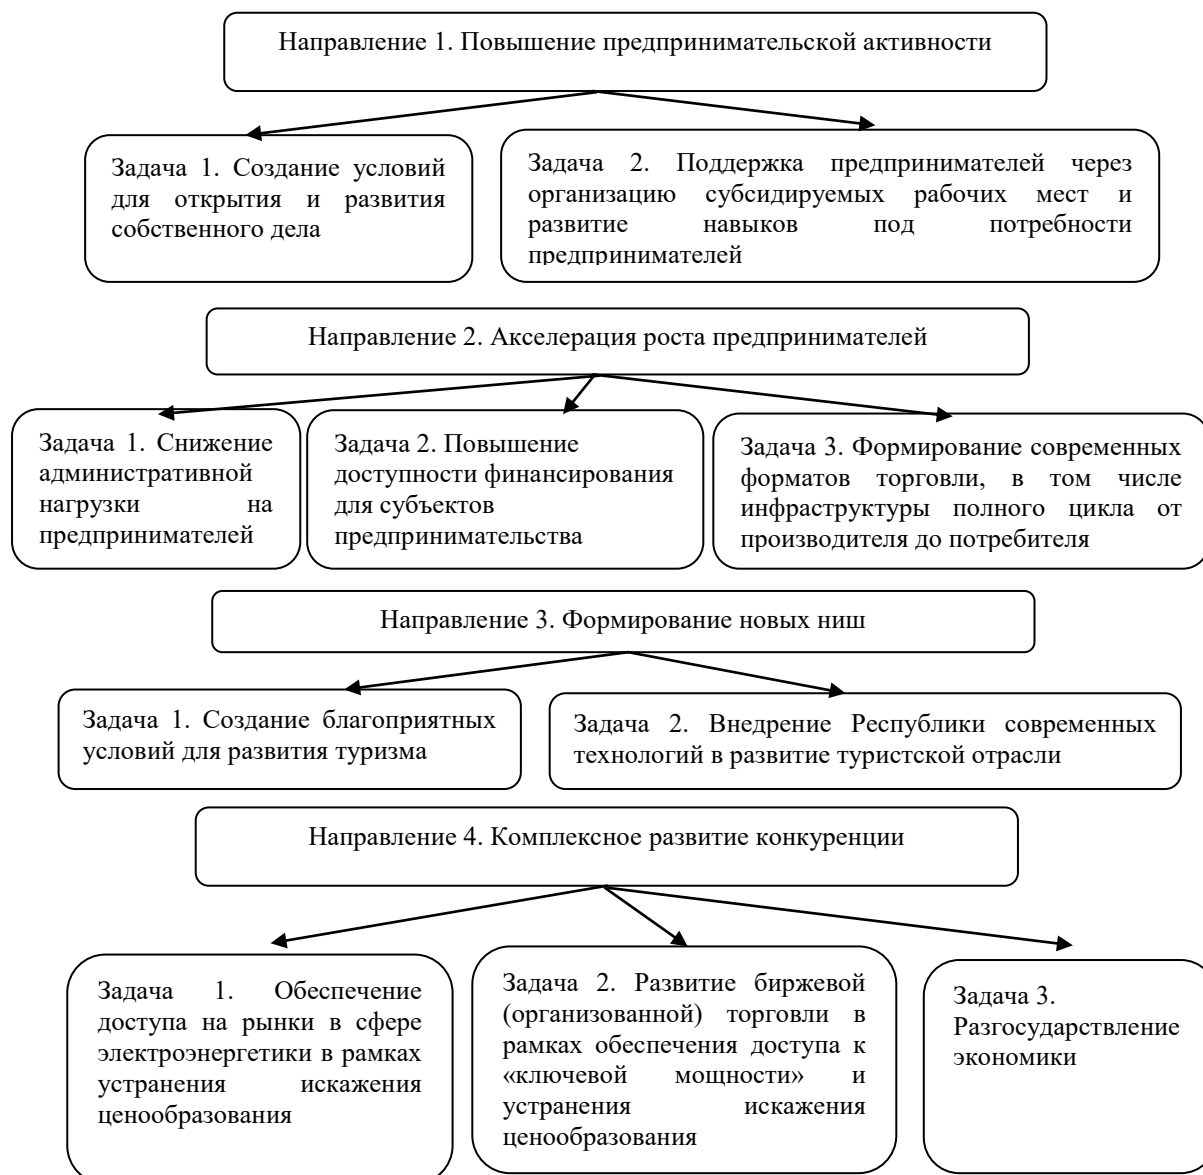 Направление 1. Повышение предпринимательской активности
Задача 1. Создание условий
для открытия и развития
собственного дела
Задача 2. Поддержка предпринимателей через
организацию субсидируемых рабочих мест и
развитие навыков под потребности
предпринимателей
Направление 2. Акселерация роста предпринимателей
Задача 1. Снижение
административной
нагрузки на
предпринимателей
Задача 2. Повышение
доступности финансирования
для субъектов
предпринимательства
Задача 3. Формирование современных
форматов торговли, в том числе
инфраструктуры полного цикла от
производителя до потребителя
Направление 3. Формирование новых ниш
Задача 1. Создание благоприятных
условий для развития туризма
Задача 2. Внедрение Республики современных
технологий в развитие туристской отрасли
Направление 4. Комплексное развитие конкуренции
Задача 1. Обеспечение
доступа на рынки в сфере
электроэнергетики в рамках
устранения искажения
ценообразования
Задача 2. Развитие биржевой
(организованной) торговли в
рамках обеспечения доступа к
«ключевой мощности» и
устранения искажения
ценообразования
Задача 3.
Разгосударствление
экономики